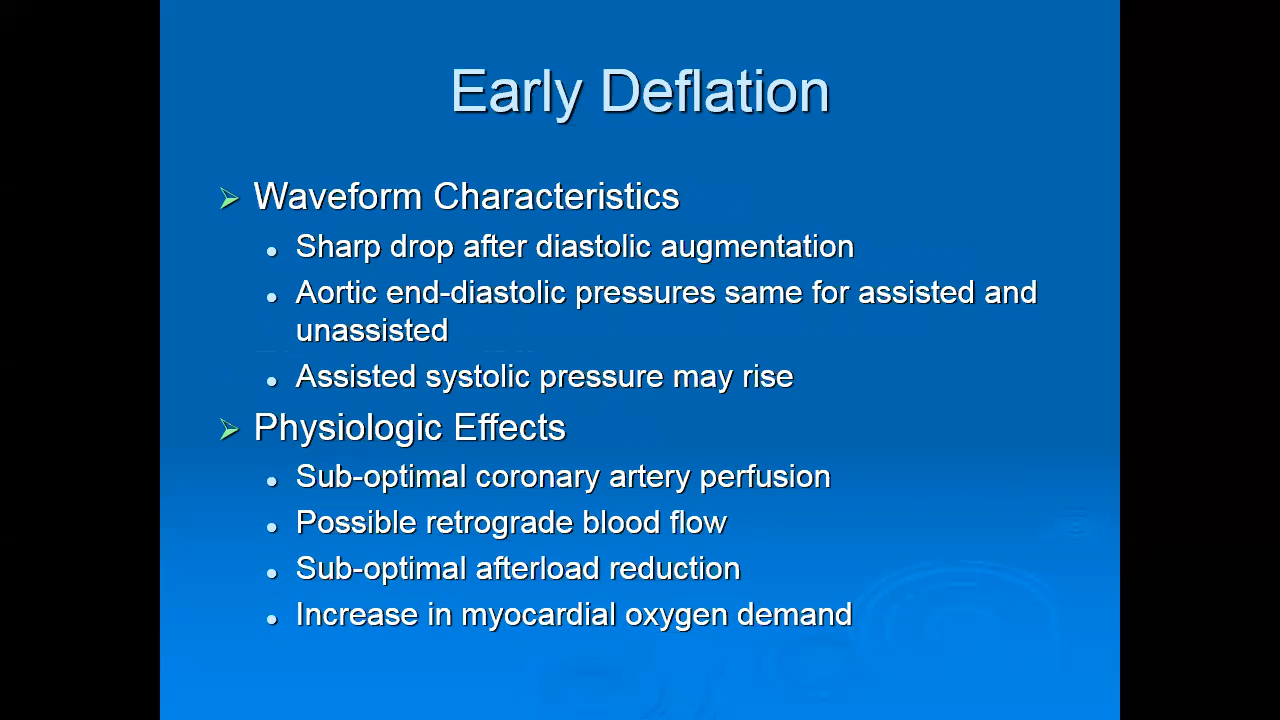 Early Deflation
Waveform Characteristics
Sharp drop after diastolic augmentation
Aortic end-diastolic pressures same for assisted and
unassisted
Assisted systolic pressure may rise
Physiologic Effects
Sub-optimal coronary artery perfusion
Possible retrograde blood flow
Sub-optimal afterload reduction
Increase in myocardial oxygen demand